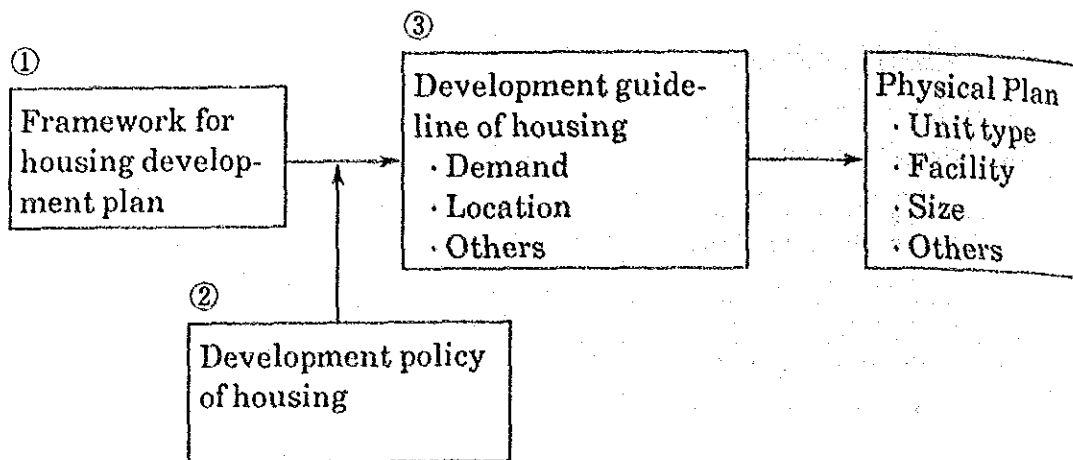 ①
Framework for
housing develop-
ment plan
②
Development policy
of housing
③
Development guide-
line of housing
· Demand
· Location
· Others
Physical Plan
· Unit type
· Facility
· Size
· Others